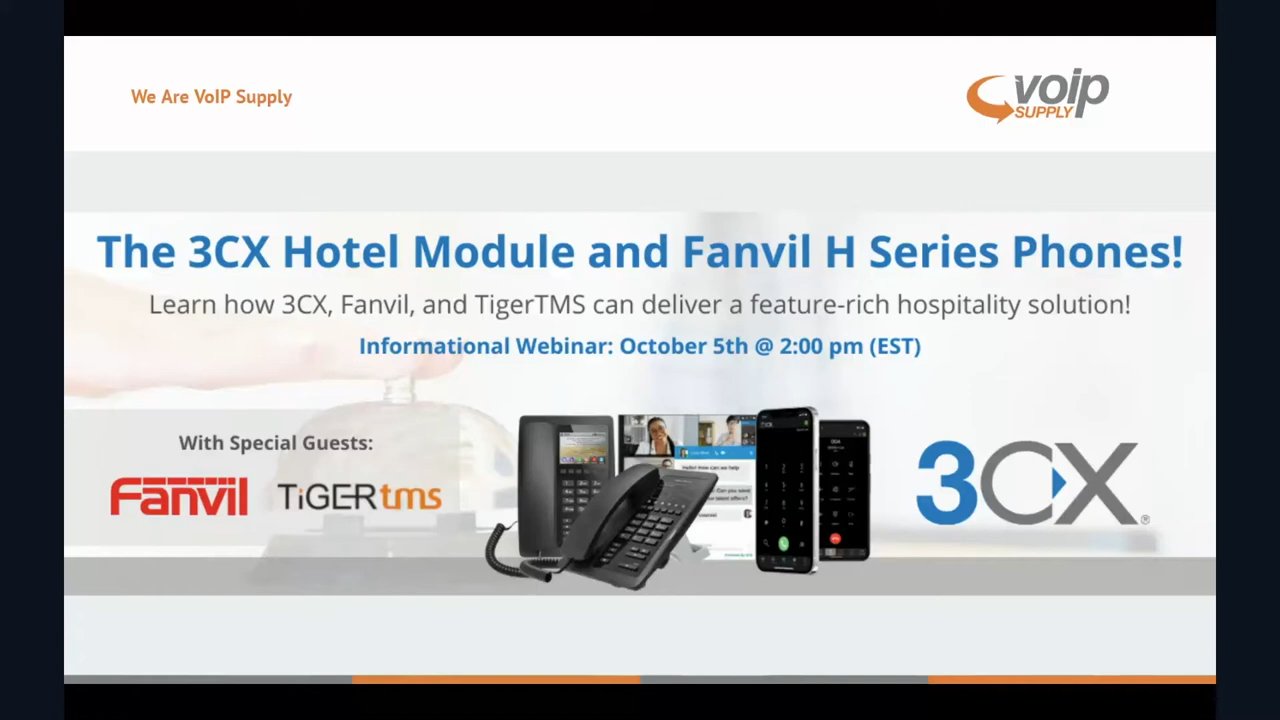 We Are VoIP Supply
voip
SUPPLY
The 3CX Hotel Module and Fanvil H Series Phones!
Learn how 3CX, Fanvil, and TigerTMS can deliver a feature-rich hospitality solution!
Informational Webinar: October 5th @ 2:00 pm (EST)
With Special Guests:
Fanvil
TiGERtms
3CX®